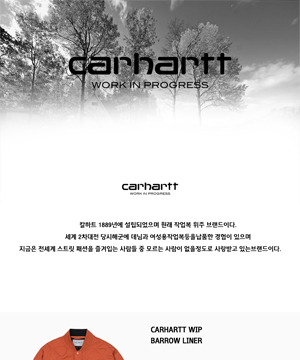 carhartt
WORK IN PROGRESS
carhartt
WORK IN PROGRESS
칼하트 1889년에 설립되었으며 원래 작업복 위주 브랜드이다.
세계 2차대전 당시해군에 데님과 여성용작업복등을납품한 경험이 있으며
지금은 전세계 스트릿 패션을 즐겨입는 사람들 중 모르는 사람이 없을정도로 사랑받고 있는브랜드이다.
CARHARTT WIP
BARROW LINER